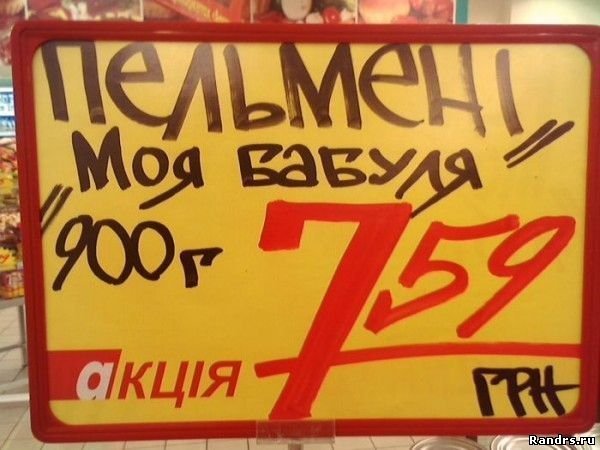 ПЕЛЬМЕНІ
"МОЯ БАБУЛЯ"
900г 7 59
акція ГРН
Randrs.ru